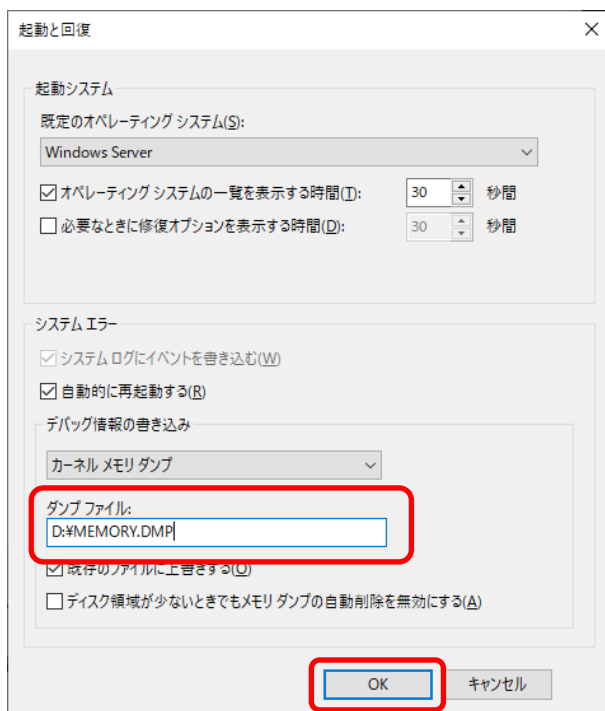 起動と回復
起動システム
既定のオペレーティング システム(S):
Windows Server
オペレーティング システムの一覧を表示する時間(T): 30 秒間
必要なときに修復オプションを表示する時間(D): 30 秒間
システム エラー
システム ログにイベントを書き込む(W)
自動的に再起動する(R)
デバッグ情報の書き込み
カーネル メモリ ダンプ
ダンプ ファイル:
D:¥MEMORY.DMP
既存のファイルに上書きする(O)
ディスク領域が少ないときでもメモリ ダンプの自動削除を無効にする(A)
OK キャンセル